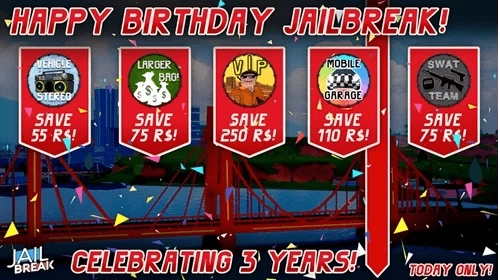 HAPPY BIRTHDAY JAILBREAK!
VEHICLE
STEREO
SAVE
55 R$!
LARGER
BAG!
SAVE
75 R$!
VIP
SAVE
250 R$!
MOBILE
GARAGE
SAVE
110 R$!
SWAT
TEAM
SAVE
75 R$!
JAIL
BREAK
CELEBRATING 3 YEARS!
TODAY ONLY!